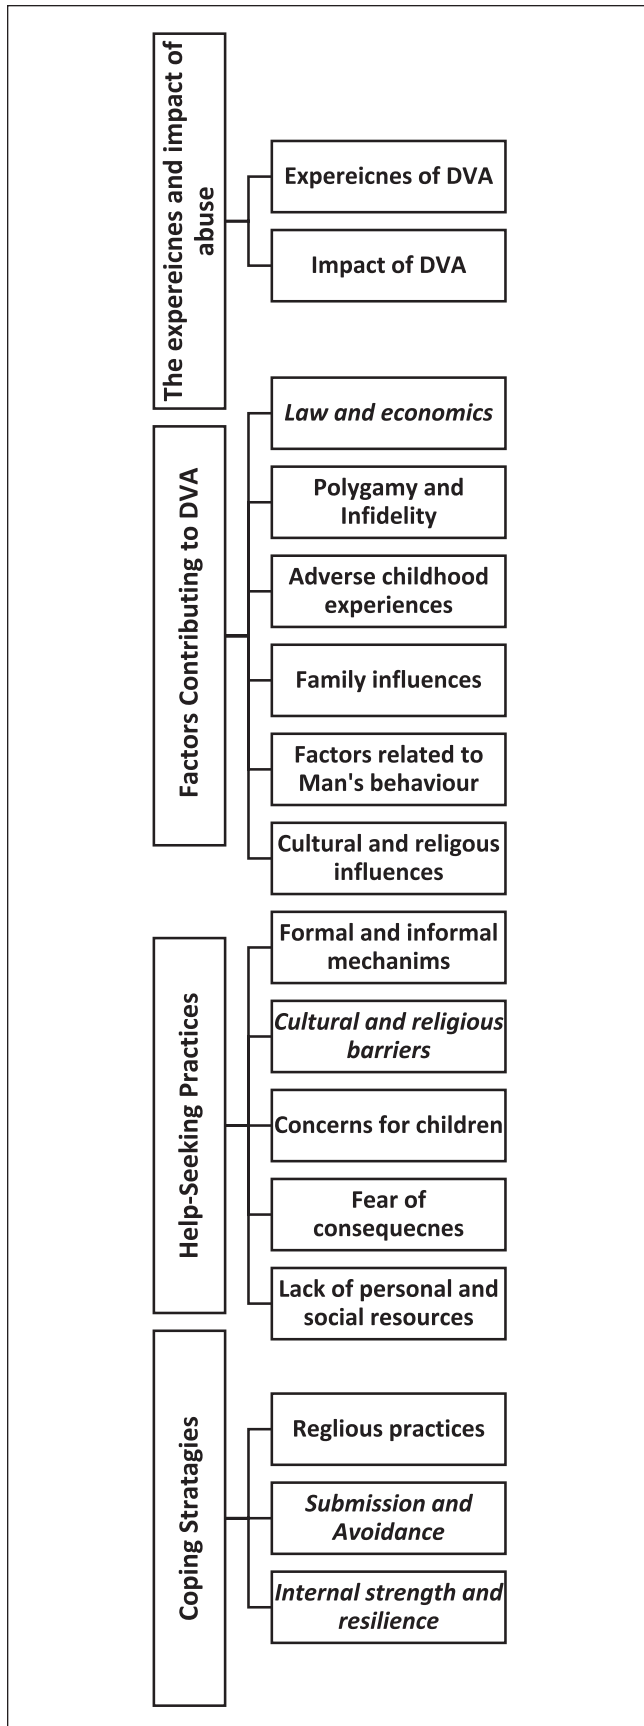 The expereicnes and impact of
abuse
Expereicnes of DVA
Impact of DVA
Factors Contributing to DVA
Law and economics
Polygamy and
Infidelity
Adverse childhood
experiences
Family influences
Factors related to
Man's behaviour
Cultural and religous
influences
Help-Seeking Practices
Formal and informal
mechanims
Cultural and religious
barriers
Concerns for children
Fear of
consequecnes
Lack of personal and
social resources
Coping Stratagies
Reglious practices
Submission and
Avoidance
Internal strength and
resilience